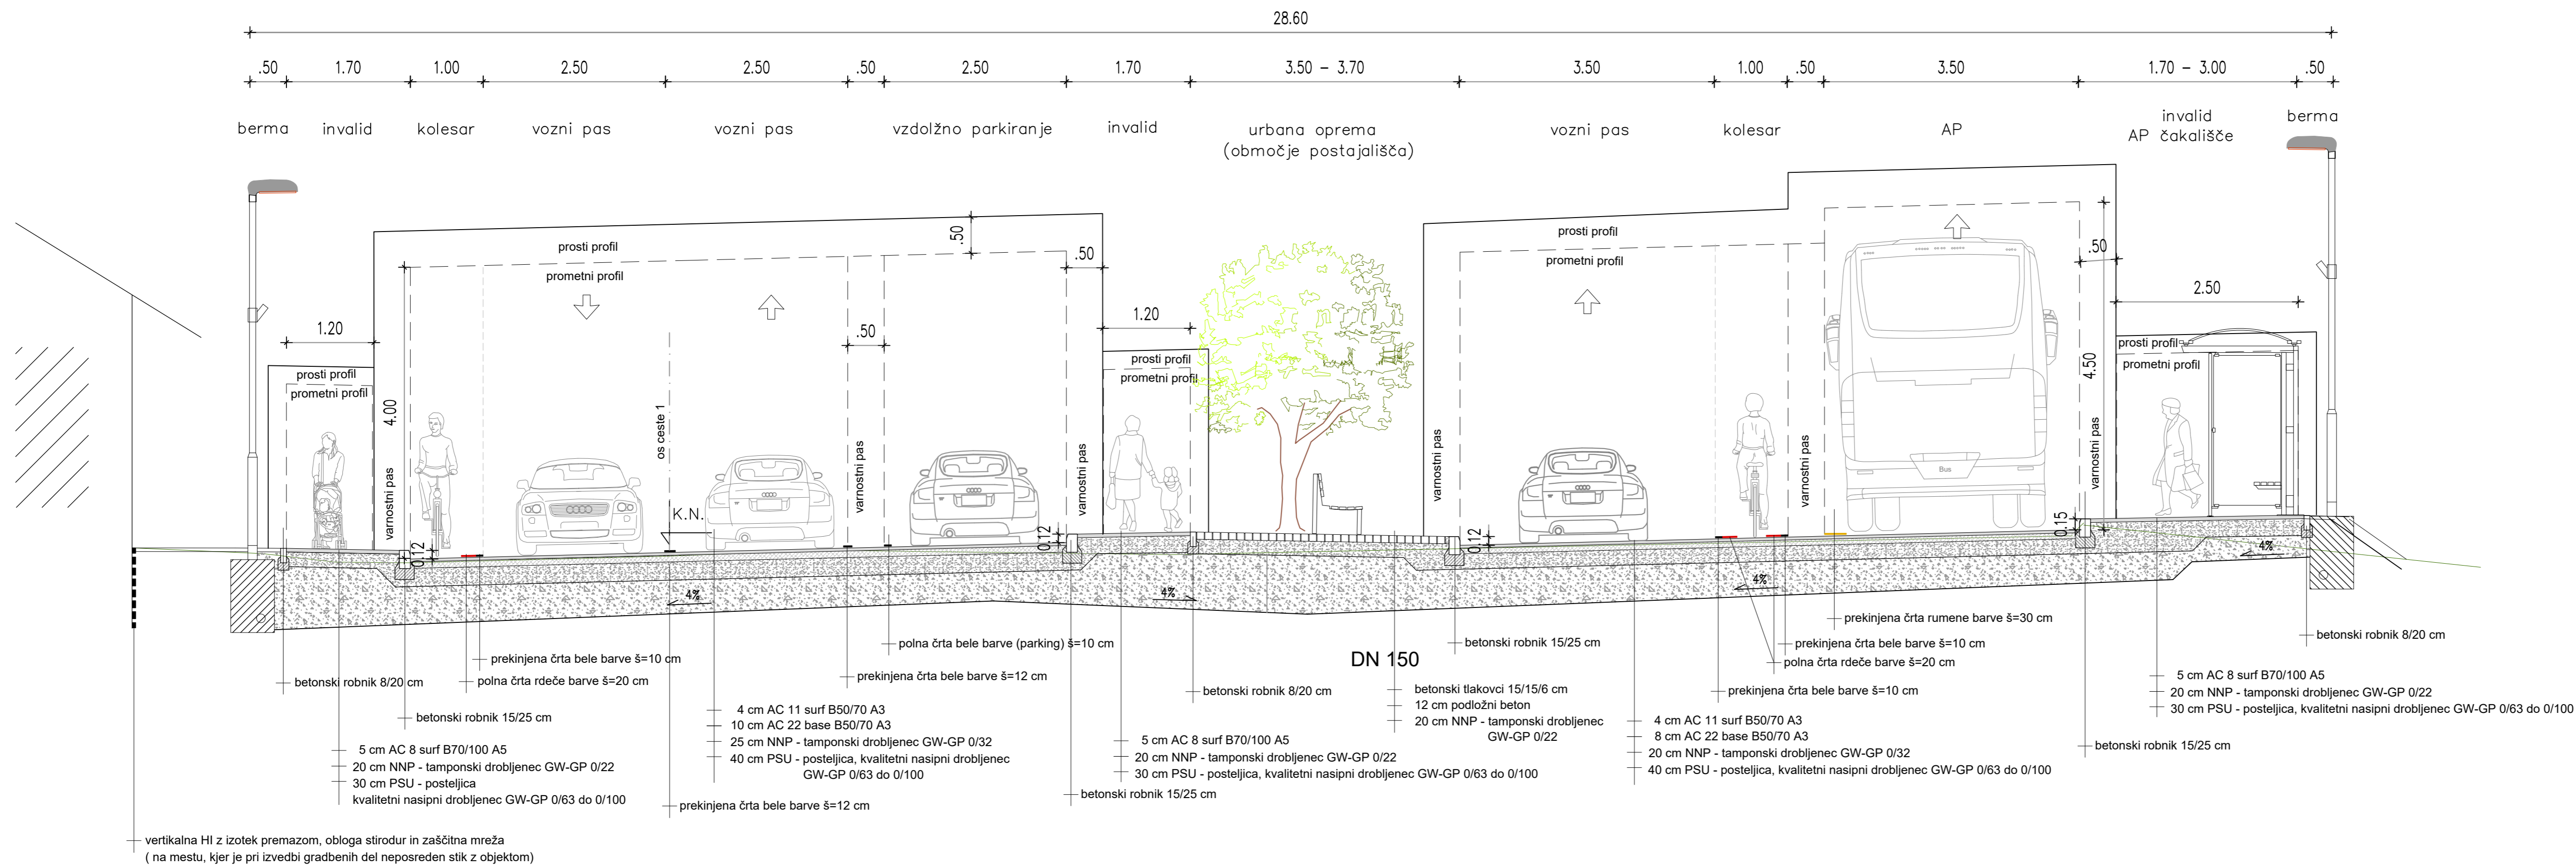 28.60
.50 1.70 1.00 2.50 2.50 .50 2.50 1.70 3.50 - 3.70 3.50 1.00 .50 3.50 1.70 - 3.00 .50
berma invalid kolesar vozni pas vozni pas vzdolžno parkiranje invalid urbana oprema vozni pas kolesar AP invalid berma
(območje postajališča) AP čakališče
prosti profil
prometni profil
.50
.50
prosti profil
prometni profil
.50
2.50
1.20
.50
1.20
prosti profil
prometni profil
4.00
varnostni pas
os ceste 1
varnostni pas
varnostni pas
prosti profil
prometni profil
varnostni pas
varnostni pas
4.50
varnostni pas
prosti profil
prometni profil
Bus
K.N.
0.12
0.12
0.12
0.15
4%
4%
4%
4%
betonski robnik 8/20 cm
betonski robnik 15/25 cm
prekinjena črta bele barve š=10 cm
polna črta rdeče barve š=20 cm
5 cm AC 8 surf B70/100 A5
20 cm NNP - tamponski drobljenec GW-GP 0/22
30 cm PSU - posteljica
kvalitetni nasipni drobljenec GW-GP 0/63 do 0/100
vertikalna HI z izotek premazom, obloga stirodur in zaščitna mreža
( na mestu, kjer je pri izvedbi gradbenih del neposreden stik z objektom)
4 cm AC 11 surf B50/70 A3
10 cm AC 22 base B50/70 A3
25 cm NNP - tamponski drobljenec GW-GP 0/32
40 cm PSU - posteljica, kvalitetni nasipni drobljenec
GW-GP 0/63 do 0/100
prekinjena črta bele barve š=12 cm
polna črta bele barve (parking) š=10 cm
prekinjena črta bele barve š=12 cm
betonski robnik 8/20 cm
5 cm AC 8 surf B70/100 A5
20 cm NNP - tamponski drobljenec GW-GP 0/22
30 cm PSU - posteljica, kvalitetni nasipni drobljenec GW-GP 0/63 do 0/100
betonski robnik 15/25 cm
DN 150
betonski robnik 15/25 cm
betonski tlakovci 15/15/6 cm
12 cm podložni beton
20 cm NNP - tamponski drobljenec
GW-GP 0/22
prekinjena črta rumene barve š=30 cm
prekinjena črta bele barve š=10 cm
polna črta rdeče barve š=20 cm
prekinjena črta bele barve š=10 cm
4 cm AC 11 surf B50/70 A3
8 cm AC 22 base B50/70 A3
20 cm NNP - tamponski drobljenec GW-GP 0/32
40 cm PSU - posteljica, kvalitetni nasipni drobljenec GW-GP 0/63 do 0/100
betonski robnik 8/20 cm
5 cm AC 8 surf B70/100 A5
20 cm NNP - tamponski drobljenec GW-GP 0/22
30 cm PSU - posteljica, kvalitetni nasipni drobljenec GW-GP 0/63 do 0/100
betonski robnik 15/25 cm